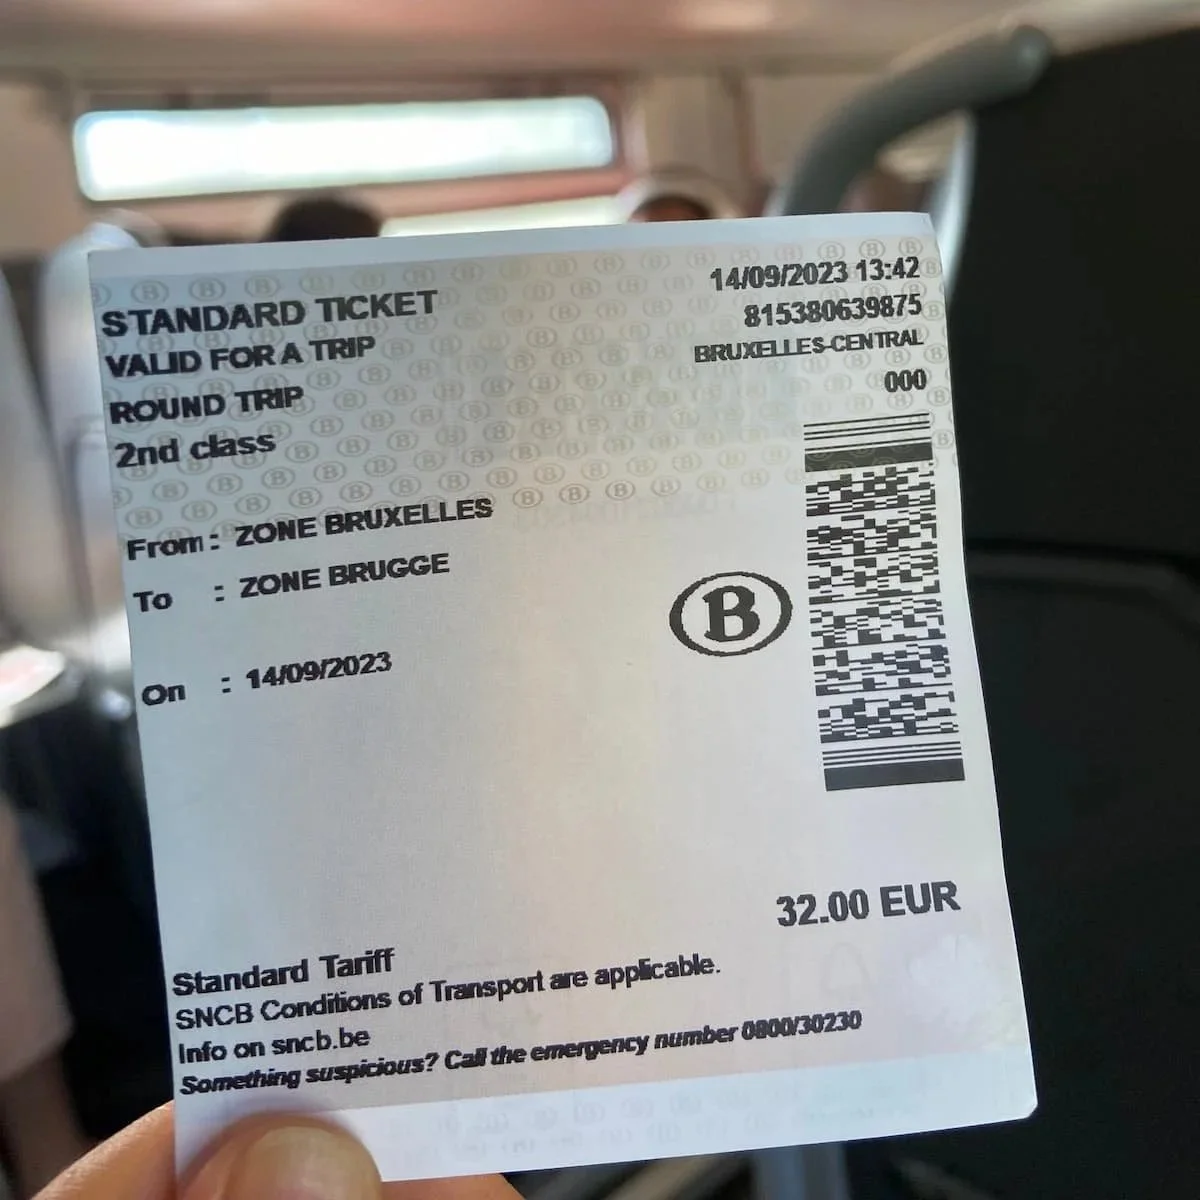 STANDARD TICKET
VALID FOR A TRIP
ROUND TRIP
2nd class
14/09/2023 13:42
815380639875
BRUXELLES-CENTRAL
000
From : ZONE BRUXELLES
To : ZONE BRUGGE
On : 14/09/2023
B
32.00 EUR
Standard Tariff
SNCB Conditions of Transport are applicable.
Info on sncb.be
Something suspicious? Call the emergency number 0800/30230